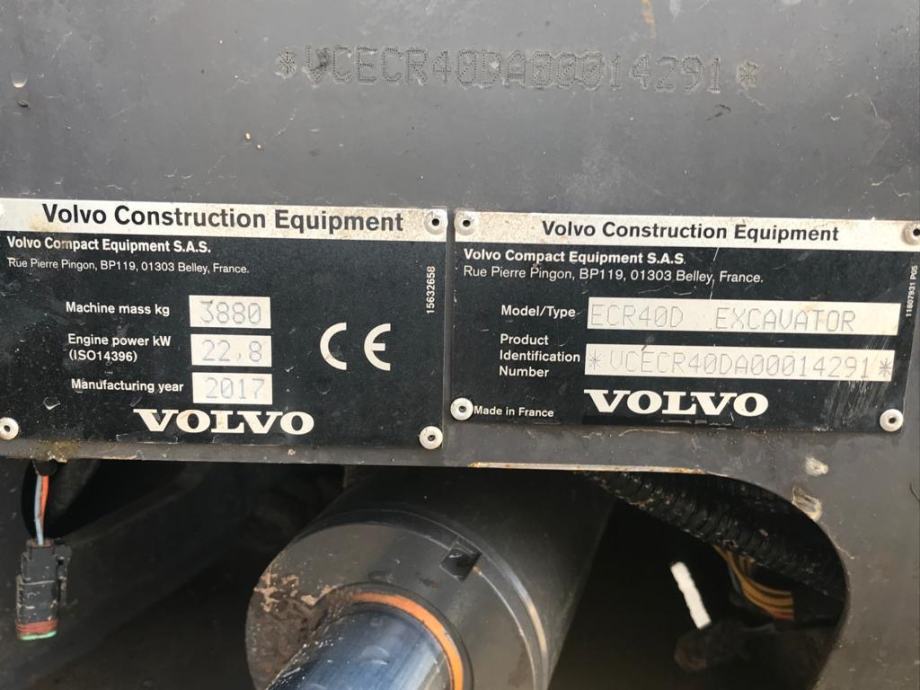 *VCECR40DA00014291*
Volvo Construction Equipment
Volvo Compact Equipment S.A.S.
Rue Pierre Pingon, BP119, 01303 Belley, France.
Machine mass kg 3880
Engine power kW
(ISO14396) 22,8
Manufacturing year 2017
CE
VOLVO
15632658
Volvo Construction Equipment
Volvo Compact Equipment S.A.S
Rue Pierre Pingon, BP119, 01303 Belley, France.
Model/Type ECR40D EXCAVATOR
Product
Identification
Number *VCECR40DA00014291*
Made in France
VOLVO
11807931 P05